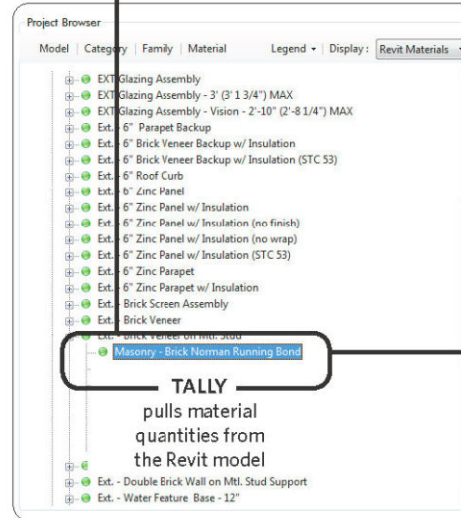 Project Browser
Model Category Family Material Legend Display: Revit Materials
EXT Glazing Assembly
EXT Glazing Assembly - 3' (3' 1 3/4") MAX
EXT Glazing Assembly - Vision - 2'-10" (2'-8 1/4") MAX
Ext. - 6" Parapet Backup
Ext. - 6" Brick Veneer Backup w/ Insulation
Ext. - 6" Brick Veneer Backup w/ Insulation (STC 53)
Ext. - 6" Roof Curb
Ext. - 6" Zinc Panel
Ext. - 6" Zinc Panel w/ Insulation
Ext. - 6" Zinc Panel w/ Insulation (no finish)
Ext. - 6" Zinc Panel w/ Insulation (no wrap)
Ext. - 6" Zinc Panel w/ Insulation (STC 53)
Ext. - 6" Zinc Parapet
Ext. - 6" Zinc Parapet w/ Insulation
Ext. - Brick Screen Assembly
Ext. - Brick Veneer
Ext. - Brick Veneer on Mtl. Stud
Masonry - Brick Norman Running Bond
TALLY
pulls material
quantities from
the Revit model
Ext. - Double Brick Wall on Mtl. Stud Support
Ext. - Water Feature Base - 12"